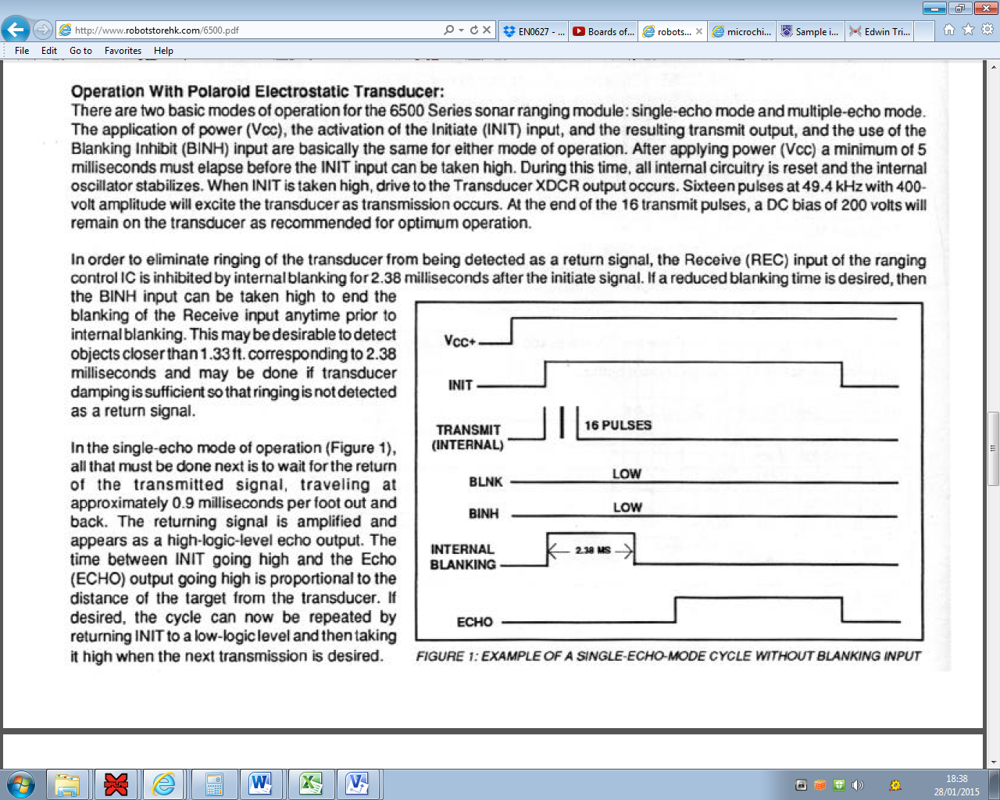 http://www.robotstorehk.com/6500.pdf
EN0627 - ...
Boards of...
robots...
microchi...
Sample i...
Edwin Tri...
File Edit Go to Favorites Help
Operation With Polaroid Electrostatic Transducer:
There are two basic modes of operation for the 6500 Series sonar ranging module: single-echo mode and multiple-echo mode.
The application of power (Vcc), the activation of the Initiate (INIT) input, and the resulting transmit output, and the use of the
Blanking Inhibit (BINH) input are basically the same for either mode of operation. After applying power (Vcc) a minimum of 5
milliseconds must elapse before the INIT input can be taken high. During this time, all internal circuitry is reset and the internal
oscillator stabilizes. When INIT is taken high, drive to the Transducer XDCR output occurs. Sixteen pulses at 49.4 kHz with 400-
volt amplitude will excite the transducer as transmission occurs. At the end of the 16 transmit pulses, a DC bias of 200 volts will
remain on the transducer as recommended for optimum operation.
In order to eliminate ringing of the transducer from being detected as a return signal, the Receive (REC) input of the ranging
control IC is inhibited by internal blanking for 2.38 milliseconds after the initiate signal. If a reduced blanking time is desired, then
the BINH input can be taken high to end the
blanking of the Receive input anytime prior to
internal blanking. This may be desirable to detect
objects closer than 1.33 ft. corresponding to 2.38
milliseconds and may be done if transducer
damping is sufficient so that ringing is not detected
as a return signal.
In the single-echo mode of operation (Figure 1),
all that must be done next is to wait for the return
of the transmitted signal, traveling at
approximately 0.9 milliseconds per foot out and
back. The returning signal is amplified and
appears as a high-logic-level echo output. The
time between INIT going high and the Echo
(ECHO) output going high is proportional to the
distance of the target from the transducer. If
desired, the cycle can now be repeated by
returning INIT to a low-logic level and then taking
it high when the next transmission is desired.
Vcc+
INIT
TRANSMIT
(INTERNAL)
16 PULSES
BLNK
LOW
BINH
LOW
INTERNAL
BLANKING
2.38 MS
ECHO
FIGURE 1: EXAMPLE OF A SINGLE-ECHO-MODE CYCLE WITHOUT BLANKING INPUT
MPLAB
18:38
28/01/2015